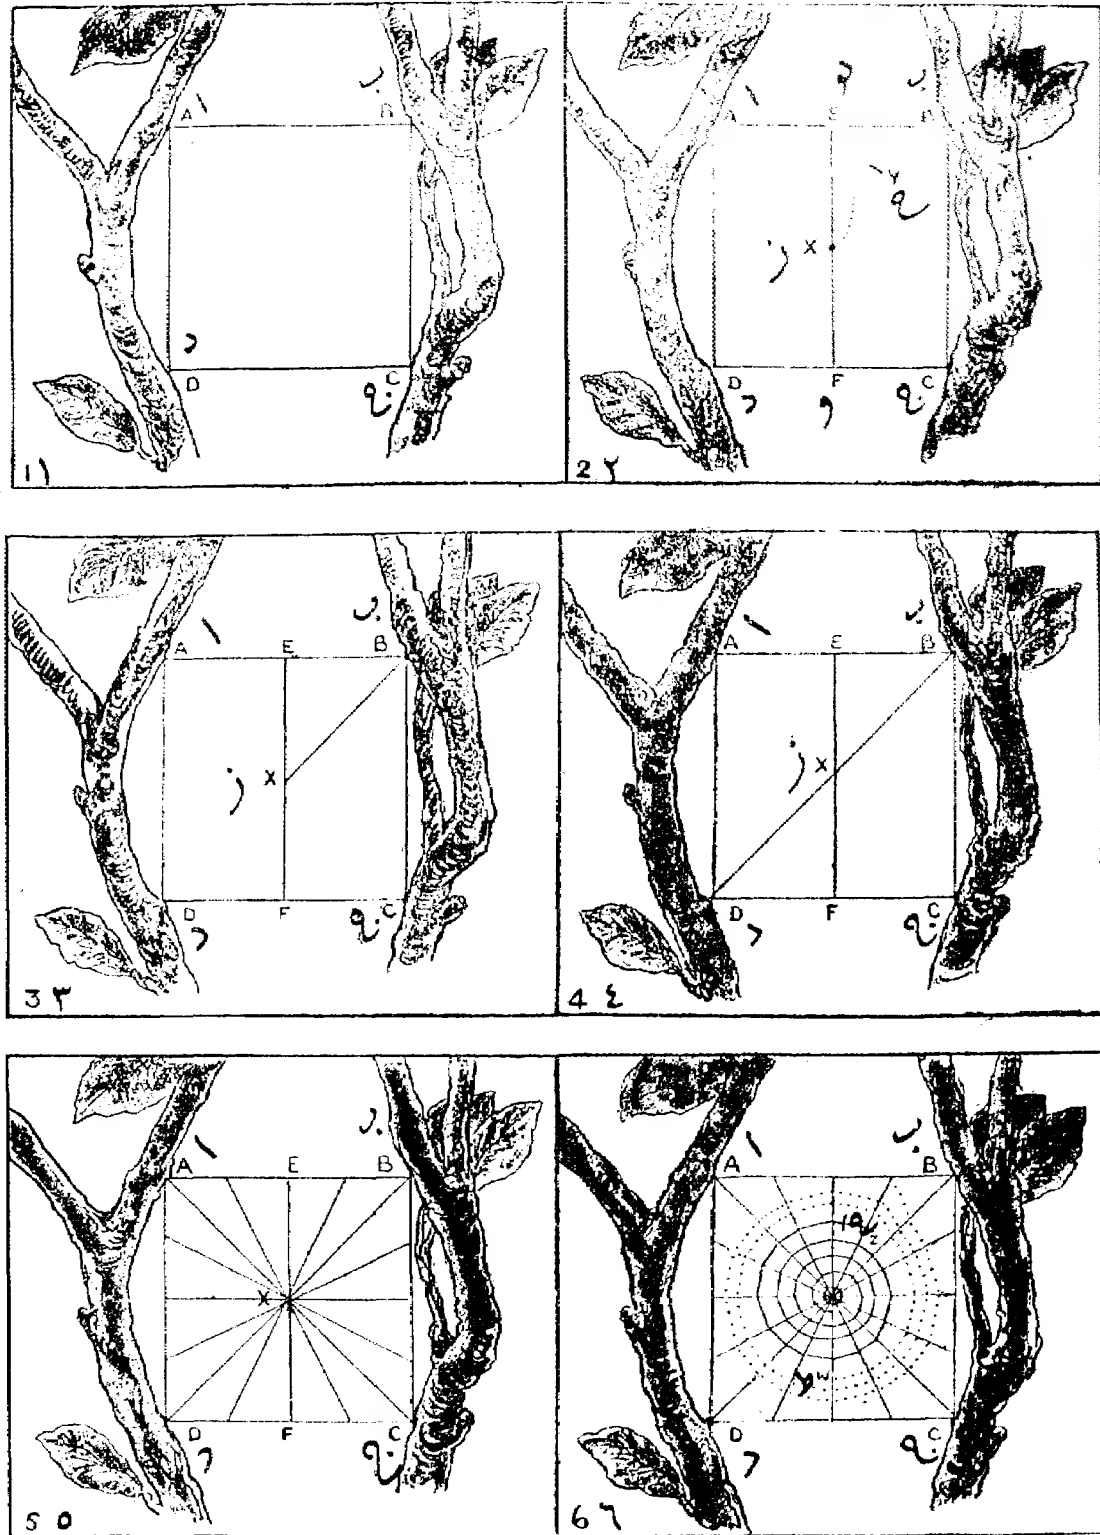 A ا B ب
D د C ج
1 ١
A ا E ه B ب
Y ح
X ز
D د F و C ج
2 ٢
A ا E B ب
X ز
D د F C ج
3 ٣
A ا E B ب
X ز
D د F C ج
4 ٤
A ا E B ب
X
D د F C ج
5 ٥
A ا B ب
Z
W
D د C ج
6 ٦